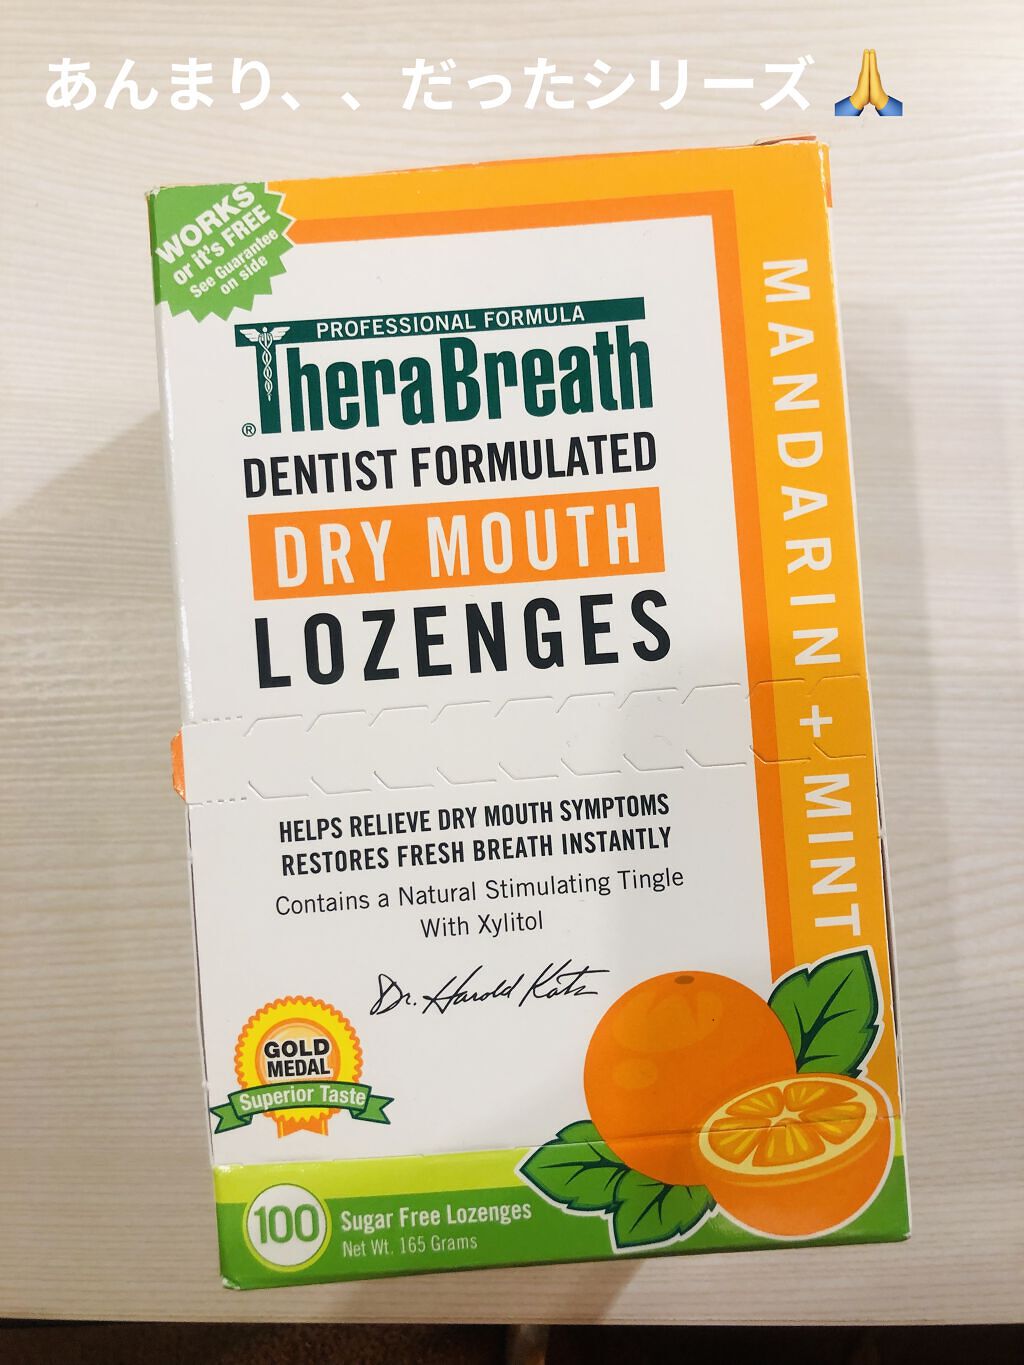 あんまり、、だったシリーズ 🙏
WORKS
or it's FREE
See Guarantee
on side
PROFESSIONAL FORMULA
TheraBreath
®
DENTIST FORMULATED
DRY MOUTH
LOZENGES
MANDARIN + MINT
HELPS RELIEVE DRY MOUTH SYMPTOMS
RESTORES FRESH BREATH INSTANTLY
Contains a Natural Stimulating Tingle
With Xylitol
Dr. Harold Katz
GOLD
MEDAL
Superior Taste
100
Sugar Free Lozenges
Net Wt. 165 Grams